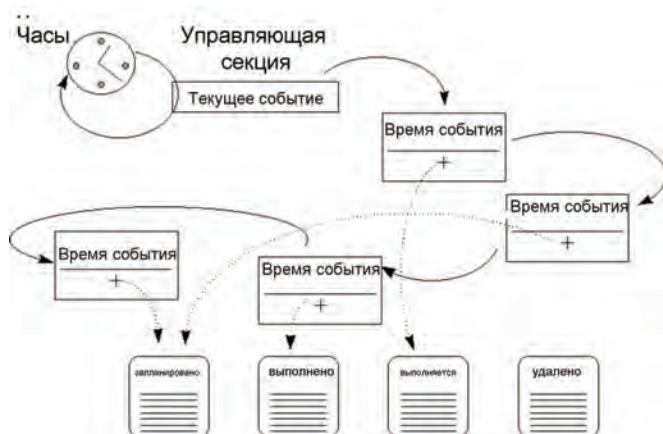 Часы
Управляющая
секция
Текущее событие
Время события
Время события
Время события
Время события
запланировано
выполнено
выполняется
удалено